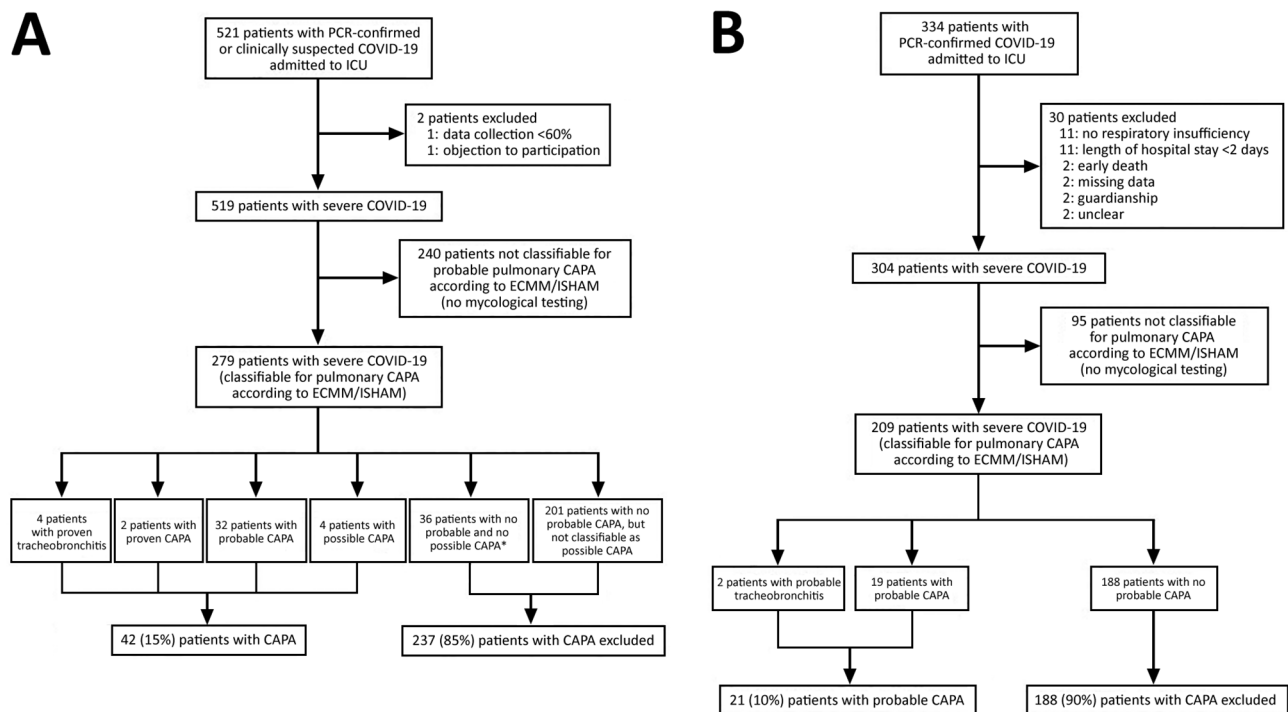 A
521 patients with PCR-confirmed
or clinically suspected COVID-19
admitted to ICU
2 patients excluded
1: data collection <60%
1: objection to participation
519 patients with severe COVID-19
240 patients not classifiable for
probable pulmonary CAPA
according to ECMM/ISHAM
(no mycological testing)
279 patients with severe COVID-19
(classifiable for pulmonary CAPA
according to ECMM/ISHAM)
4 patients
with proven
tracheobronchitis
2 patients with
proven CAPA
32 patients with
probable CAPA
4 patients with
possible CAPA
36 patients with no
probable and no
possible CAPA*
201 patients with no
probable CAPA, but
not classifiable as
possible CAPA
42 (15%) patients with CAPA
237 (85%) patients with CAPA excluded
B
334 patients with
PCR-confirmed COVID-19
admitted to ICU
30 patients excluded
11: no respiratory insufficiency
11: length of hospital stay <2 days
2: early death
2: missing data
2: guardianship
2: unclear
304 patients with severe COVID-19
95 patients not classifiable
for pulmonary CAPA
according to ECMM/ISHAM
(no mycological testing)
209 patients with severe COVID-19
(classifiable for pulmonary CAPA
according to ECMM/ISHAM)
2 patients with probable
tracheobronchitis
19 patients with
probable CAPA
188 patients with no
probable CAPA
21 (10%) patients with probable CAPA
188 (90%) patients with CAPA excluded